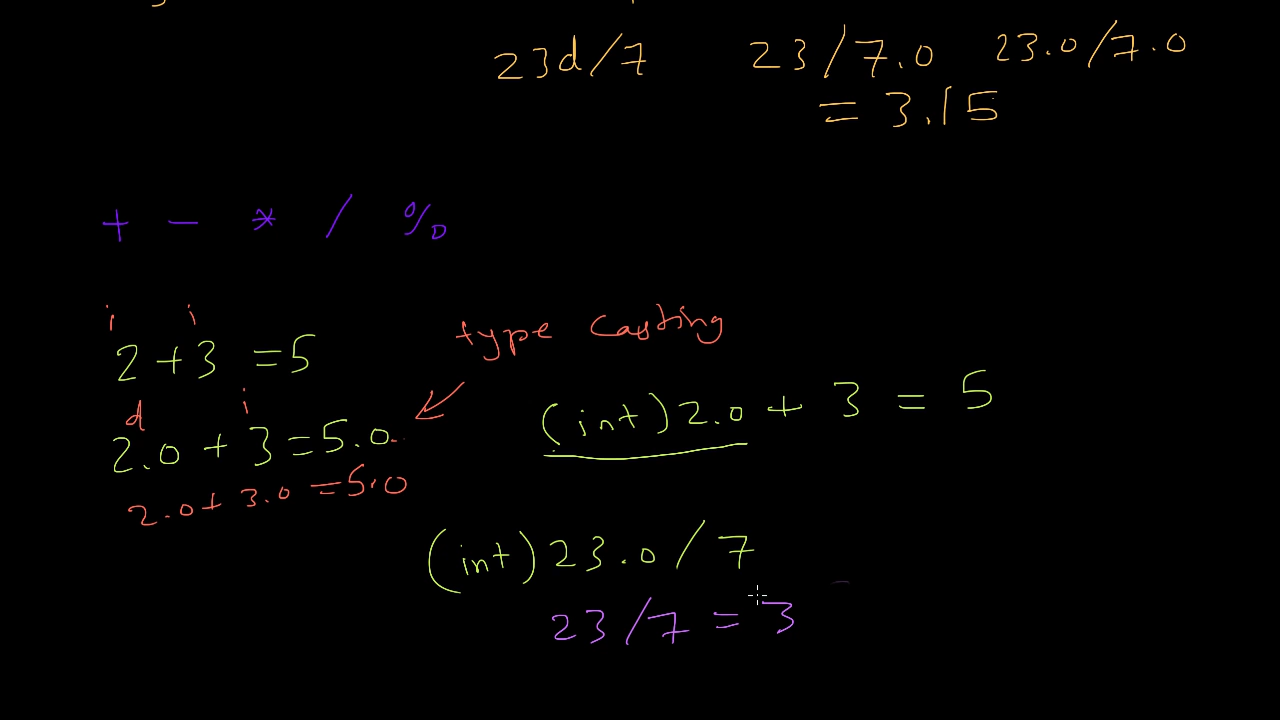 23d/7 23/7.0 23.0/7.0
= 3.15
+ - * / %
i i
type casting
2 + 3 = 5
d i
(int) 2.0 + 3 = 5
2.0 + 3 = 5.0
2.0 + 3.0 = 5.0
(int) 23.0 / 7
23/7 = 3